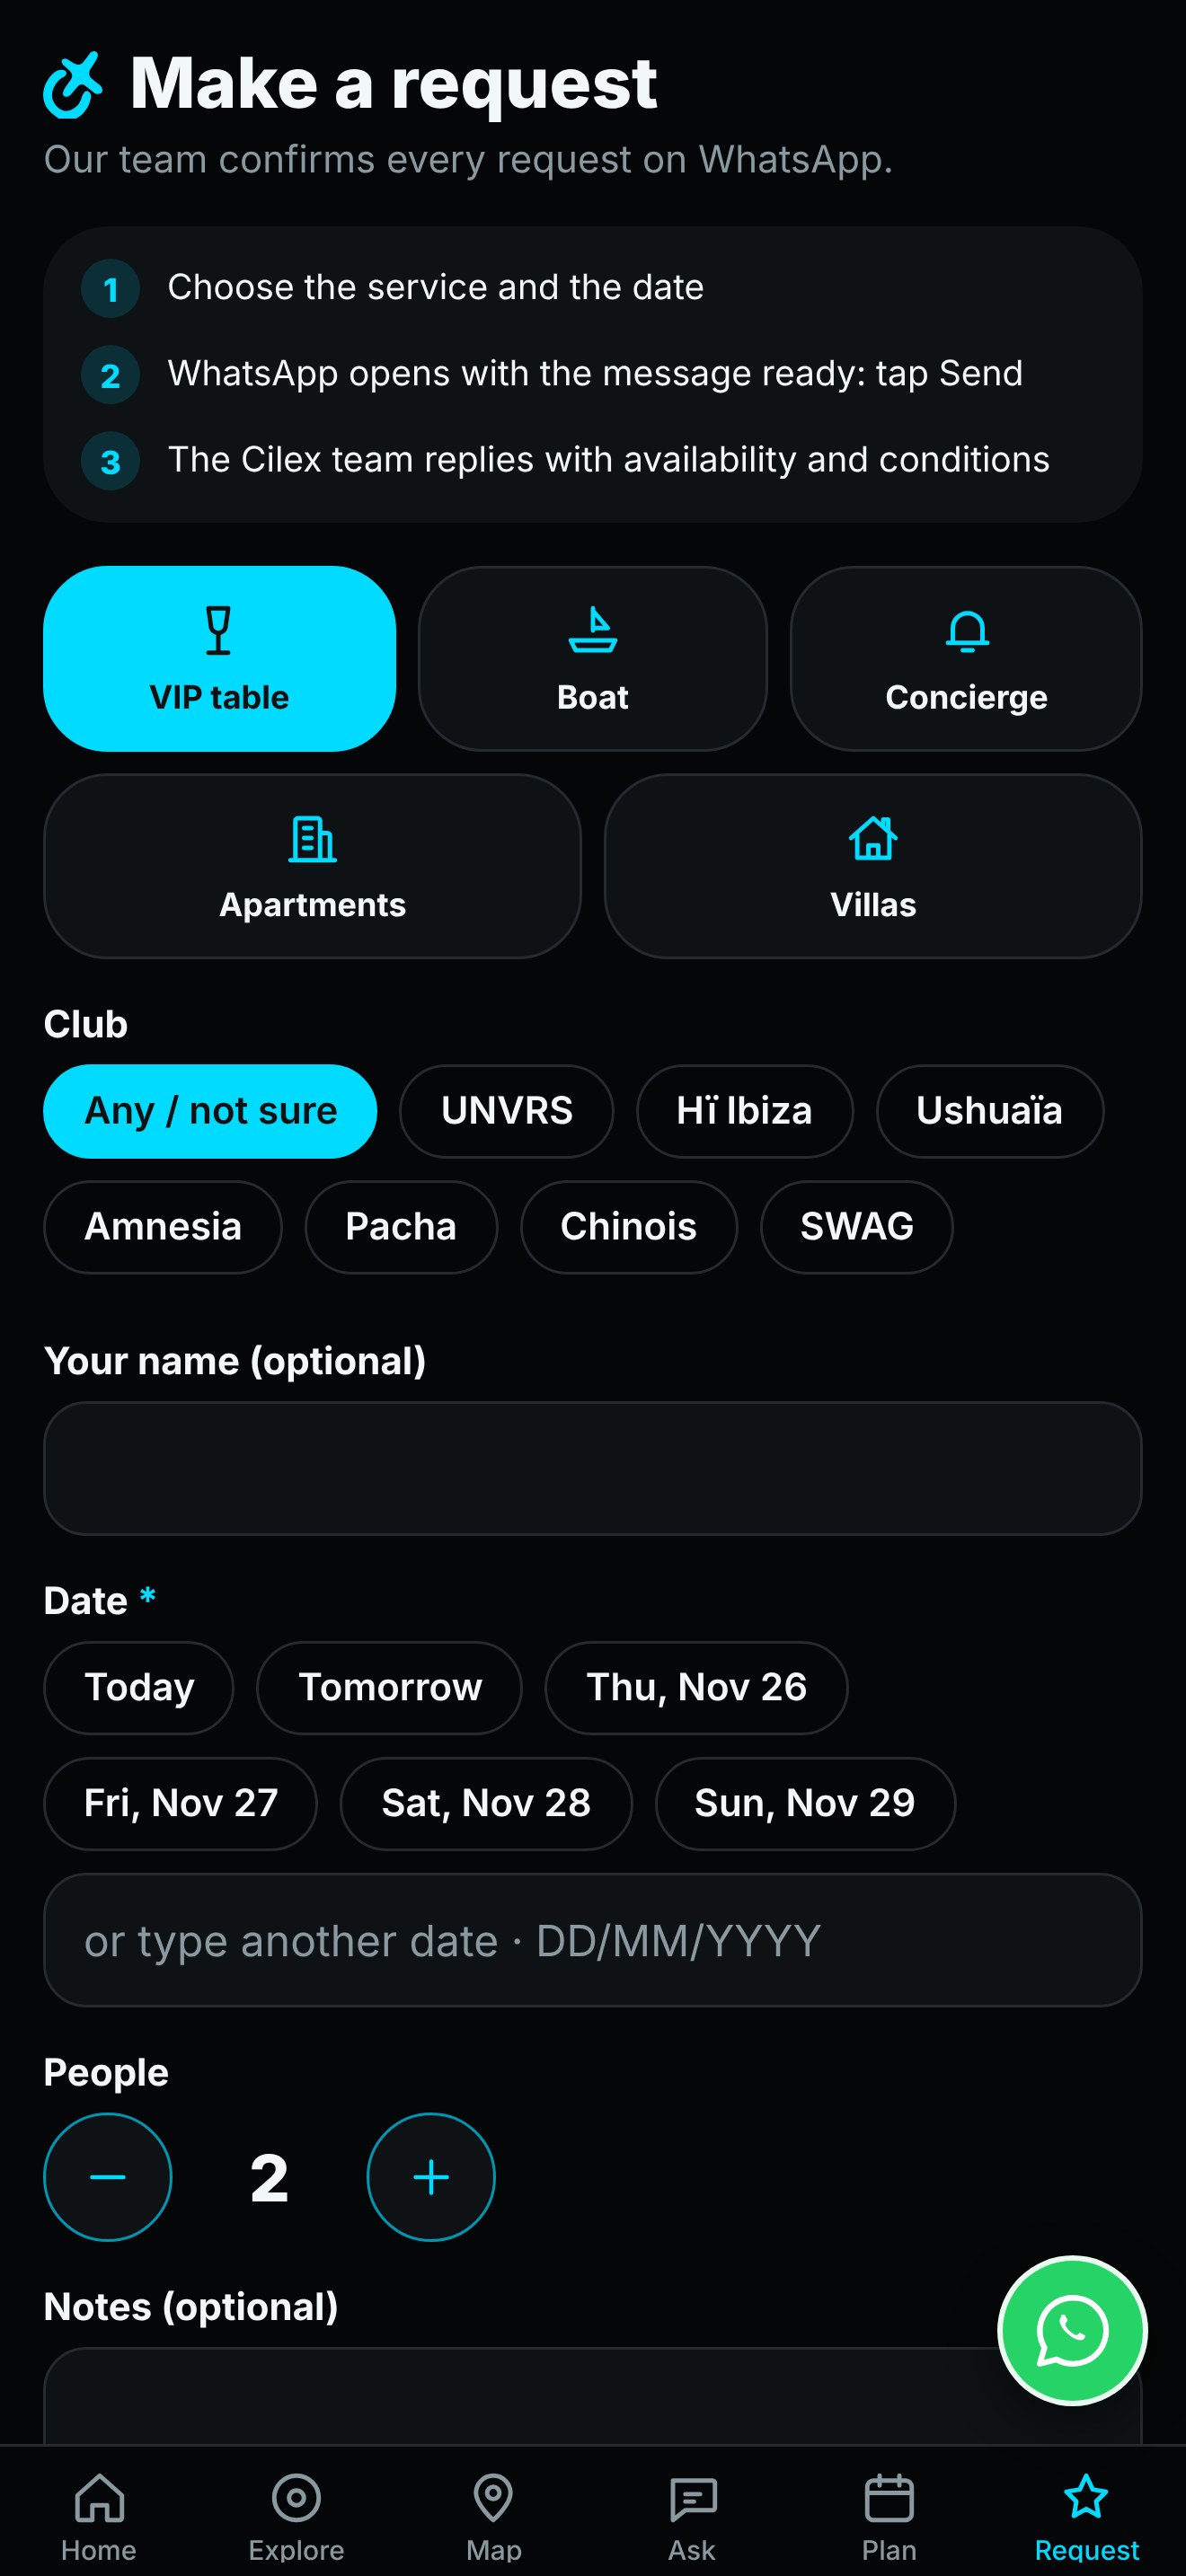 Make a request
Our team confirms every request on WhatsApp.
1 Choose the service and the date
2 WhatsApp opens with the message ready: tap Send
3 The Cilex team replies with availability and conditions
VIP table Boat Concierge
Apartments Villas
Club
Any / not sure UNVRS Hï Ibiza Ushuaïa
Amnesia Pacha Chinois SWAG
Your name (optional)
Date *
Today Tomorrow Thu, Nov 26
Fri, Nov 27 Sat, Nov 28 Sun, Nov 29
or type another date · DD/MM/YYYY
People
2
Notes (optional)
Home Explore Map Ask Plan Request